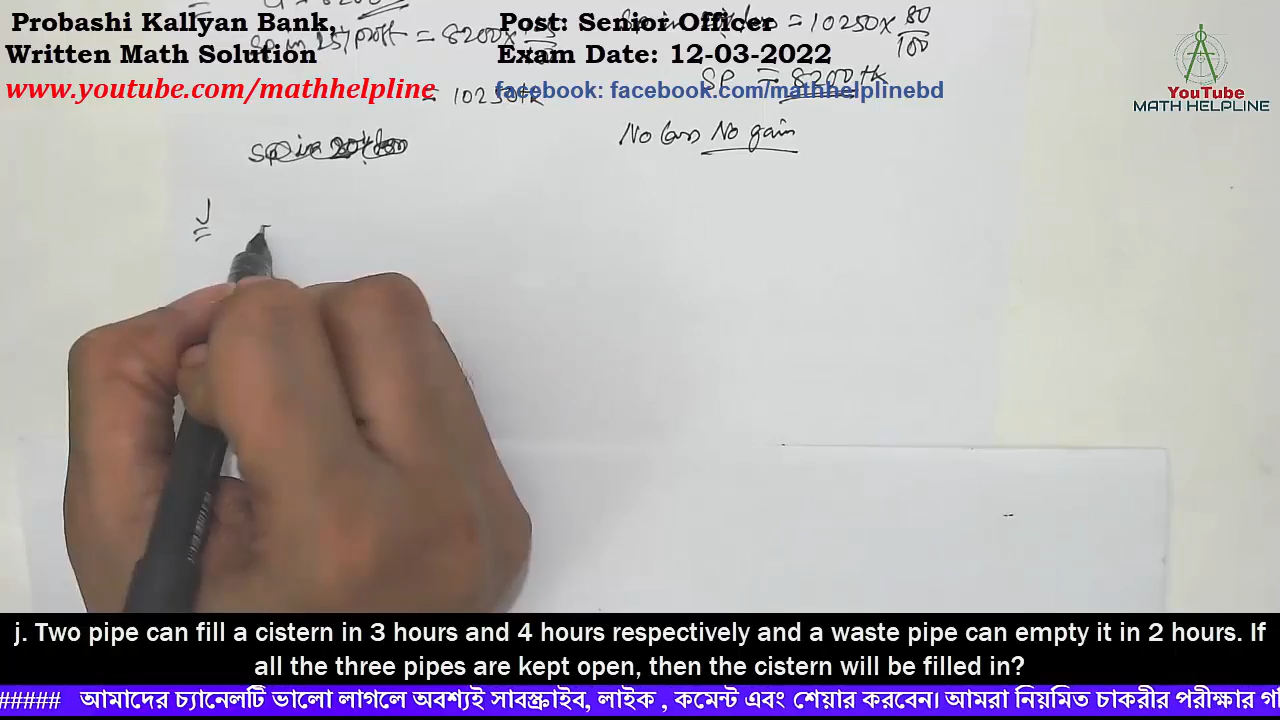 Probashi Kallyan Bank,
Written Math Solution
www.youtube.com/mathhelpline
Post: Senior Officer
Exam Date: 12-03-2022
facebook: facebook.com/mathhelplinebd
YouTube
MATH HELPLINE
= 8200 ×
= 10250 tk
= 10250 × 80/100
SP = 8200 tk
No loss No gain
j
j. Two pipe can fill a cistern in 3 hours and 4 hours respectively and a waste pipe can empty it in 2 hours. If
all the three pipes are kept open, then the cistern will be filled in?
##### আমাদের চ্যানেলটি ভালো লাগলে অবশ্যই সাবস্ক্রাইব, লাইক , কমেন্ট এবং শেয়ার করবেন। আমরা নিয়মিত চাকরীর পরীক্ষার